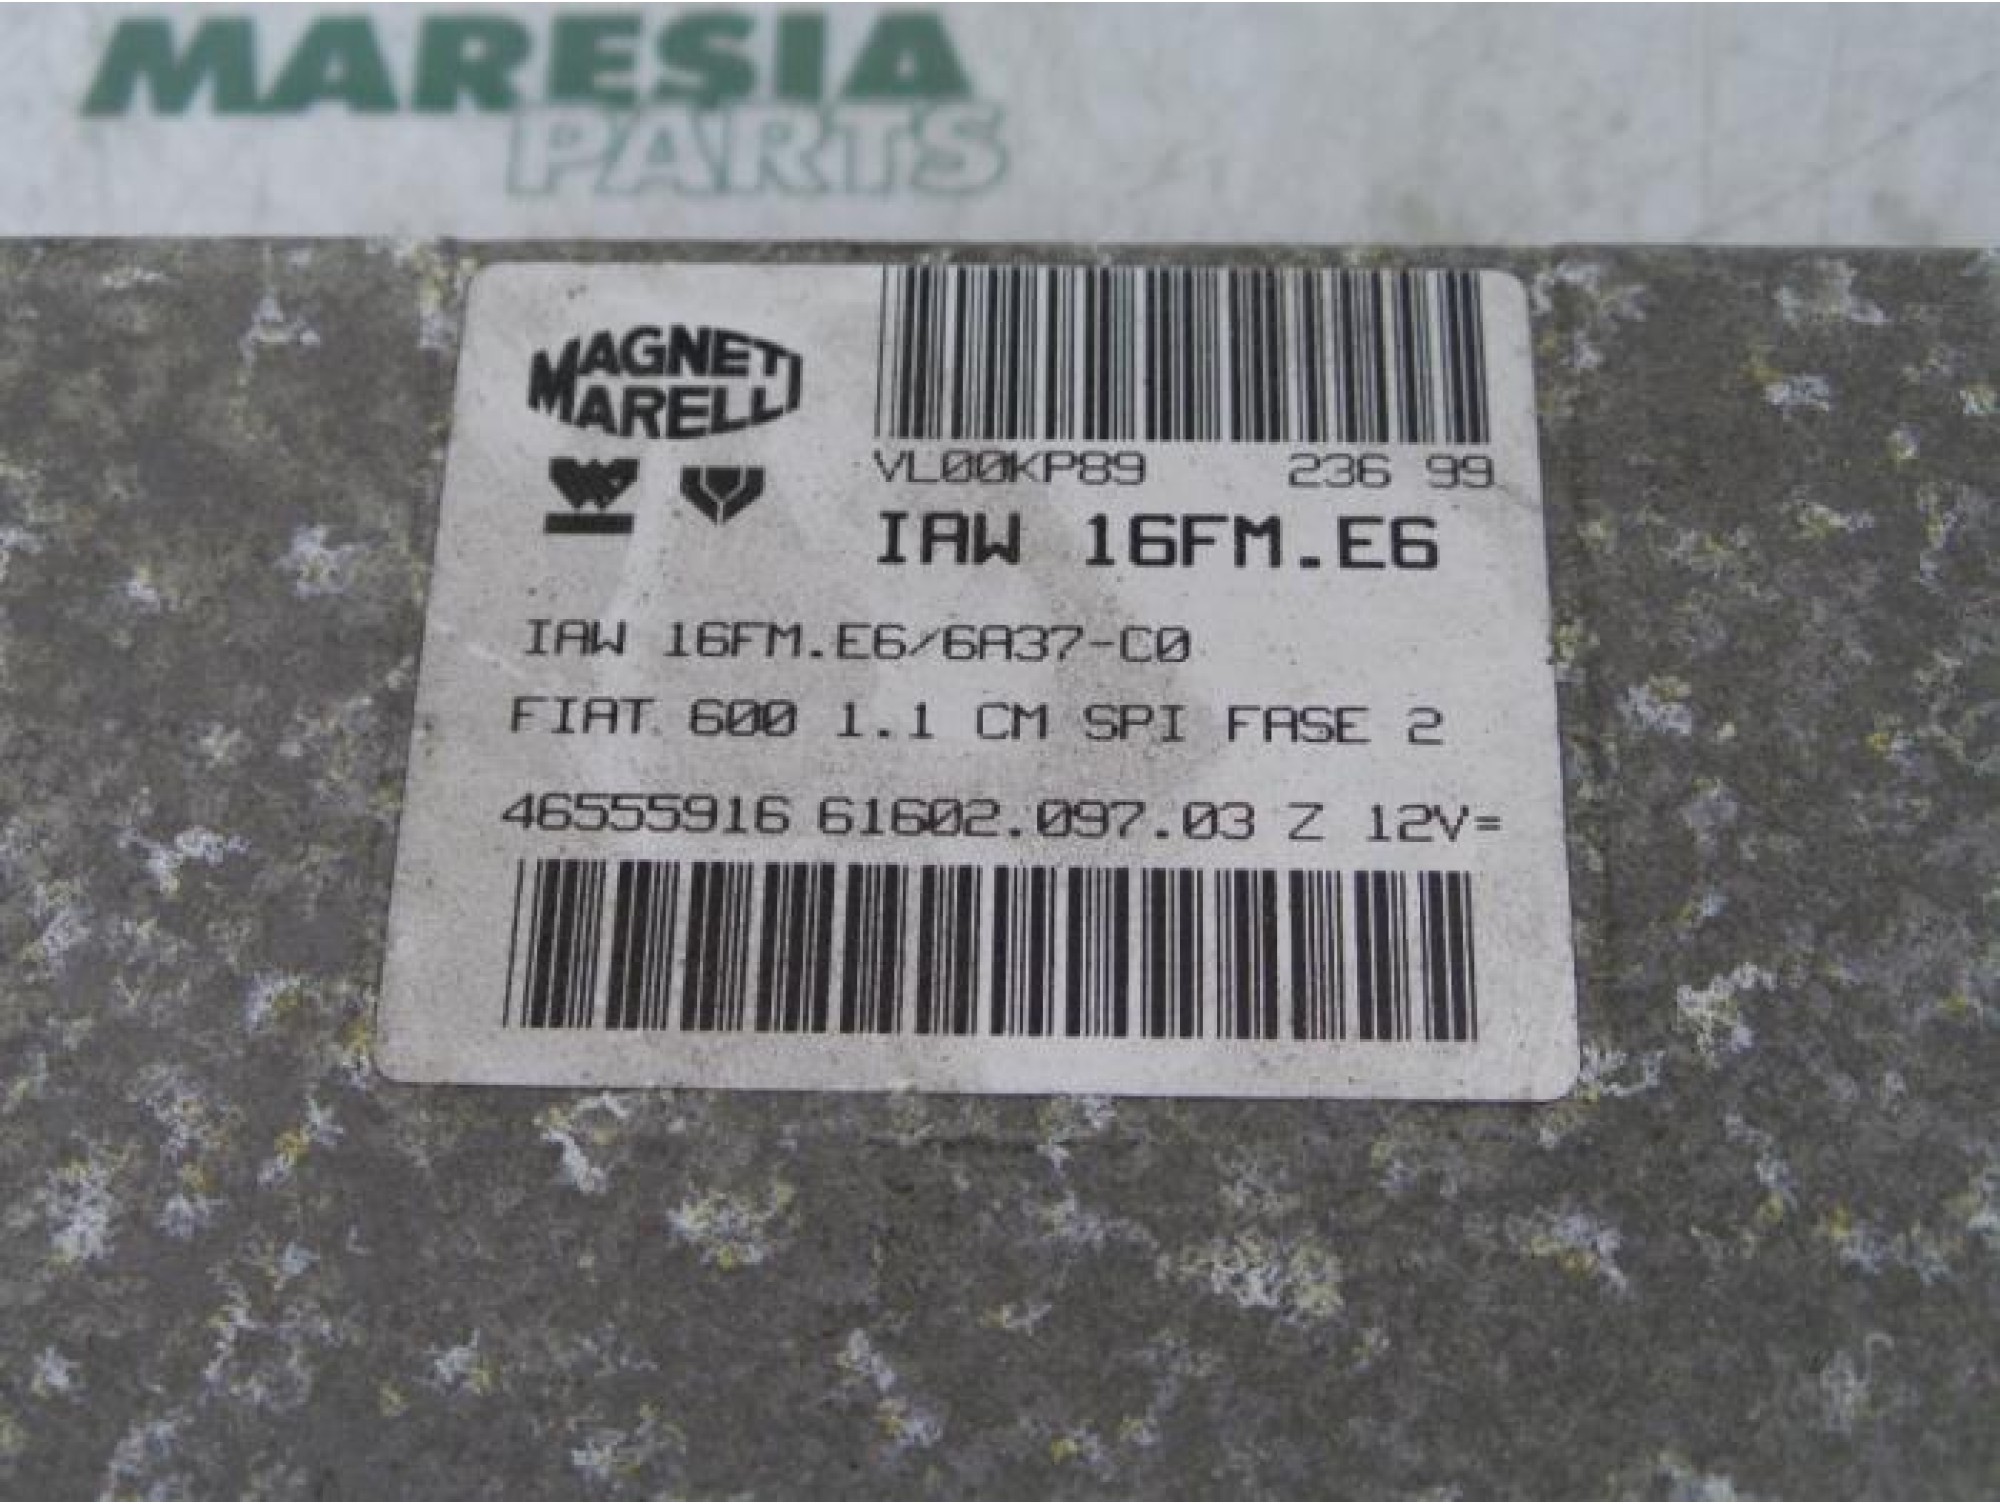 MARESIA
PARTS
MAGNETI
MARELLI
VL00KP89 236 99
IAW 16FM.E6
IAW 16FM.E6/6A37-C0
FIAT 600 1.1 CM SPI FASE 2
46555916 61602.097.03 Z 12V=